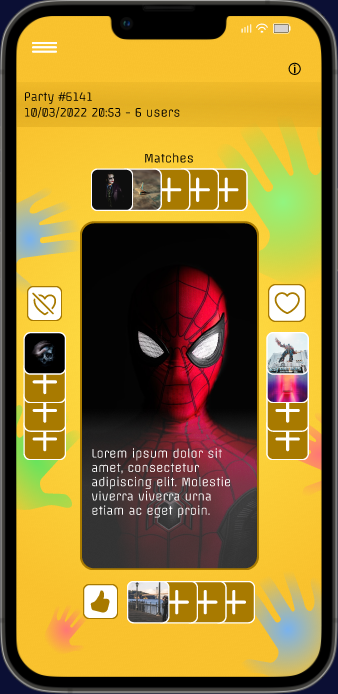 Party #6141
10/03/2022 20:53 - 6 users
Matches
Lorem ipsum dolor sit
amet, consectetur
adipiscing elit. Molestie
viverra viverra urna
etiam ac eget proin.